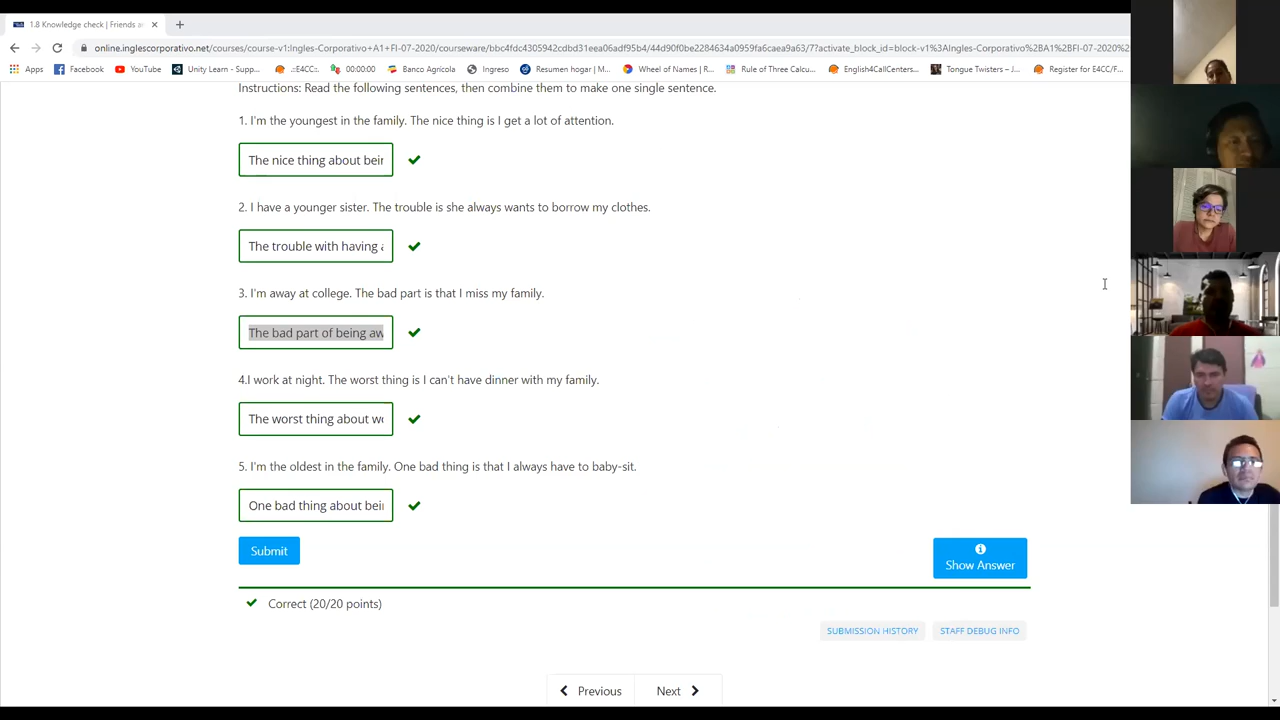 1.8 Knowledge check | Friends a
online.inglescorporativo.net/courses/course-v1:Ingles-Corporativo+A1+FI-07-2020/courseware/bbc4fdc4305942cdbd31eea06adf95b4/44d90f0be2284634a0959fa6caea9a63/7?activate_block_id=block-v1%3AIngles-Corporativo%2BA1%2BFI-07-2020%
Apps Facebook YouTube Unity Learn - Supp... .::E4CC:. 00:00:00 Banco Agrícola Ingreso Resumen hogar | M... Wheel of Names | R... Rule of Three Calcu... English4CallCenters... Tongue Twisters – J... Register for E4CC/F...
Instructions: Read the following sentences, then combine them to make one single sentence.
1. I'm the youngest in the family. The nice thing is I get a lot of attention.
The nice thing about bein
2. I have a younger sister. The trouble is she always wants to borrow my clothes.
The trouble with having a
3. I'm away at college. The bad part is that I miss my family.
The bad part of being aw
4.I work at night. The worst thing is I can't have dinner with my family.
The worst thing about wo
5. I'm the oldest in the family. One bad thing is that I always have to baby-sit.
One bad thing about bein
Submit
Show Answer
Correct (20/20 points)
SUBMISSION HISTORY STAFF DEBUG INFO
Previous Next